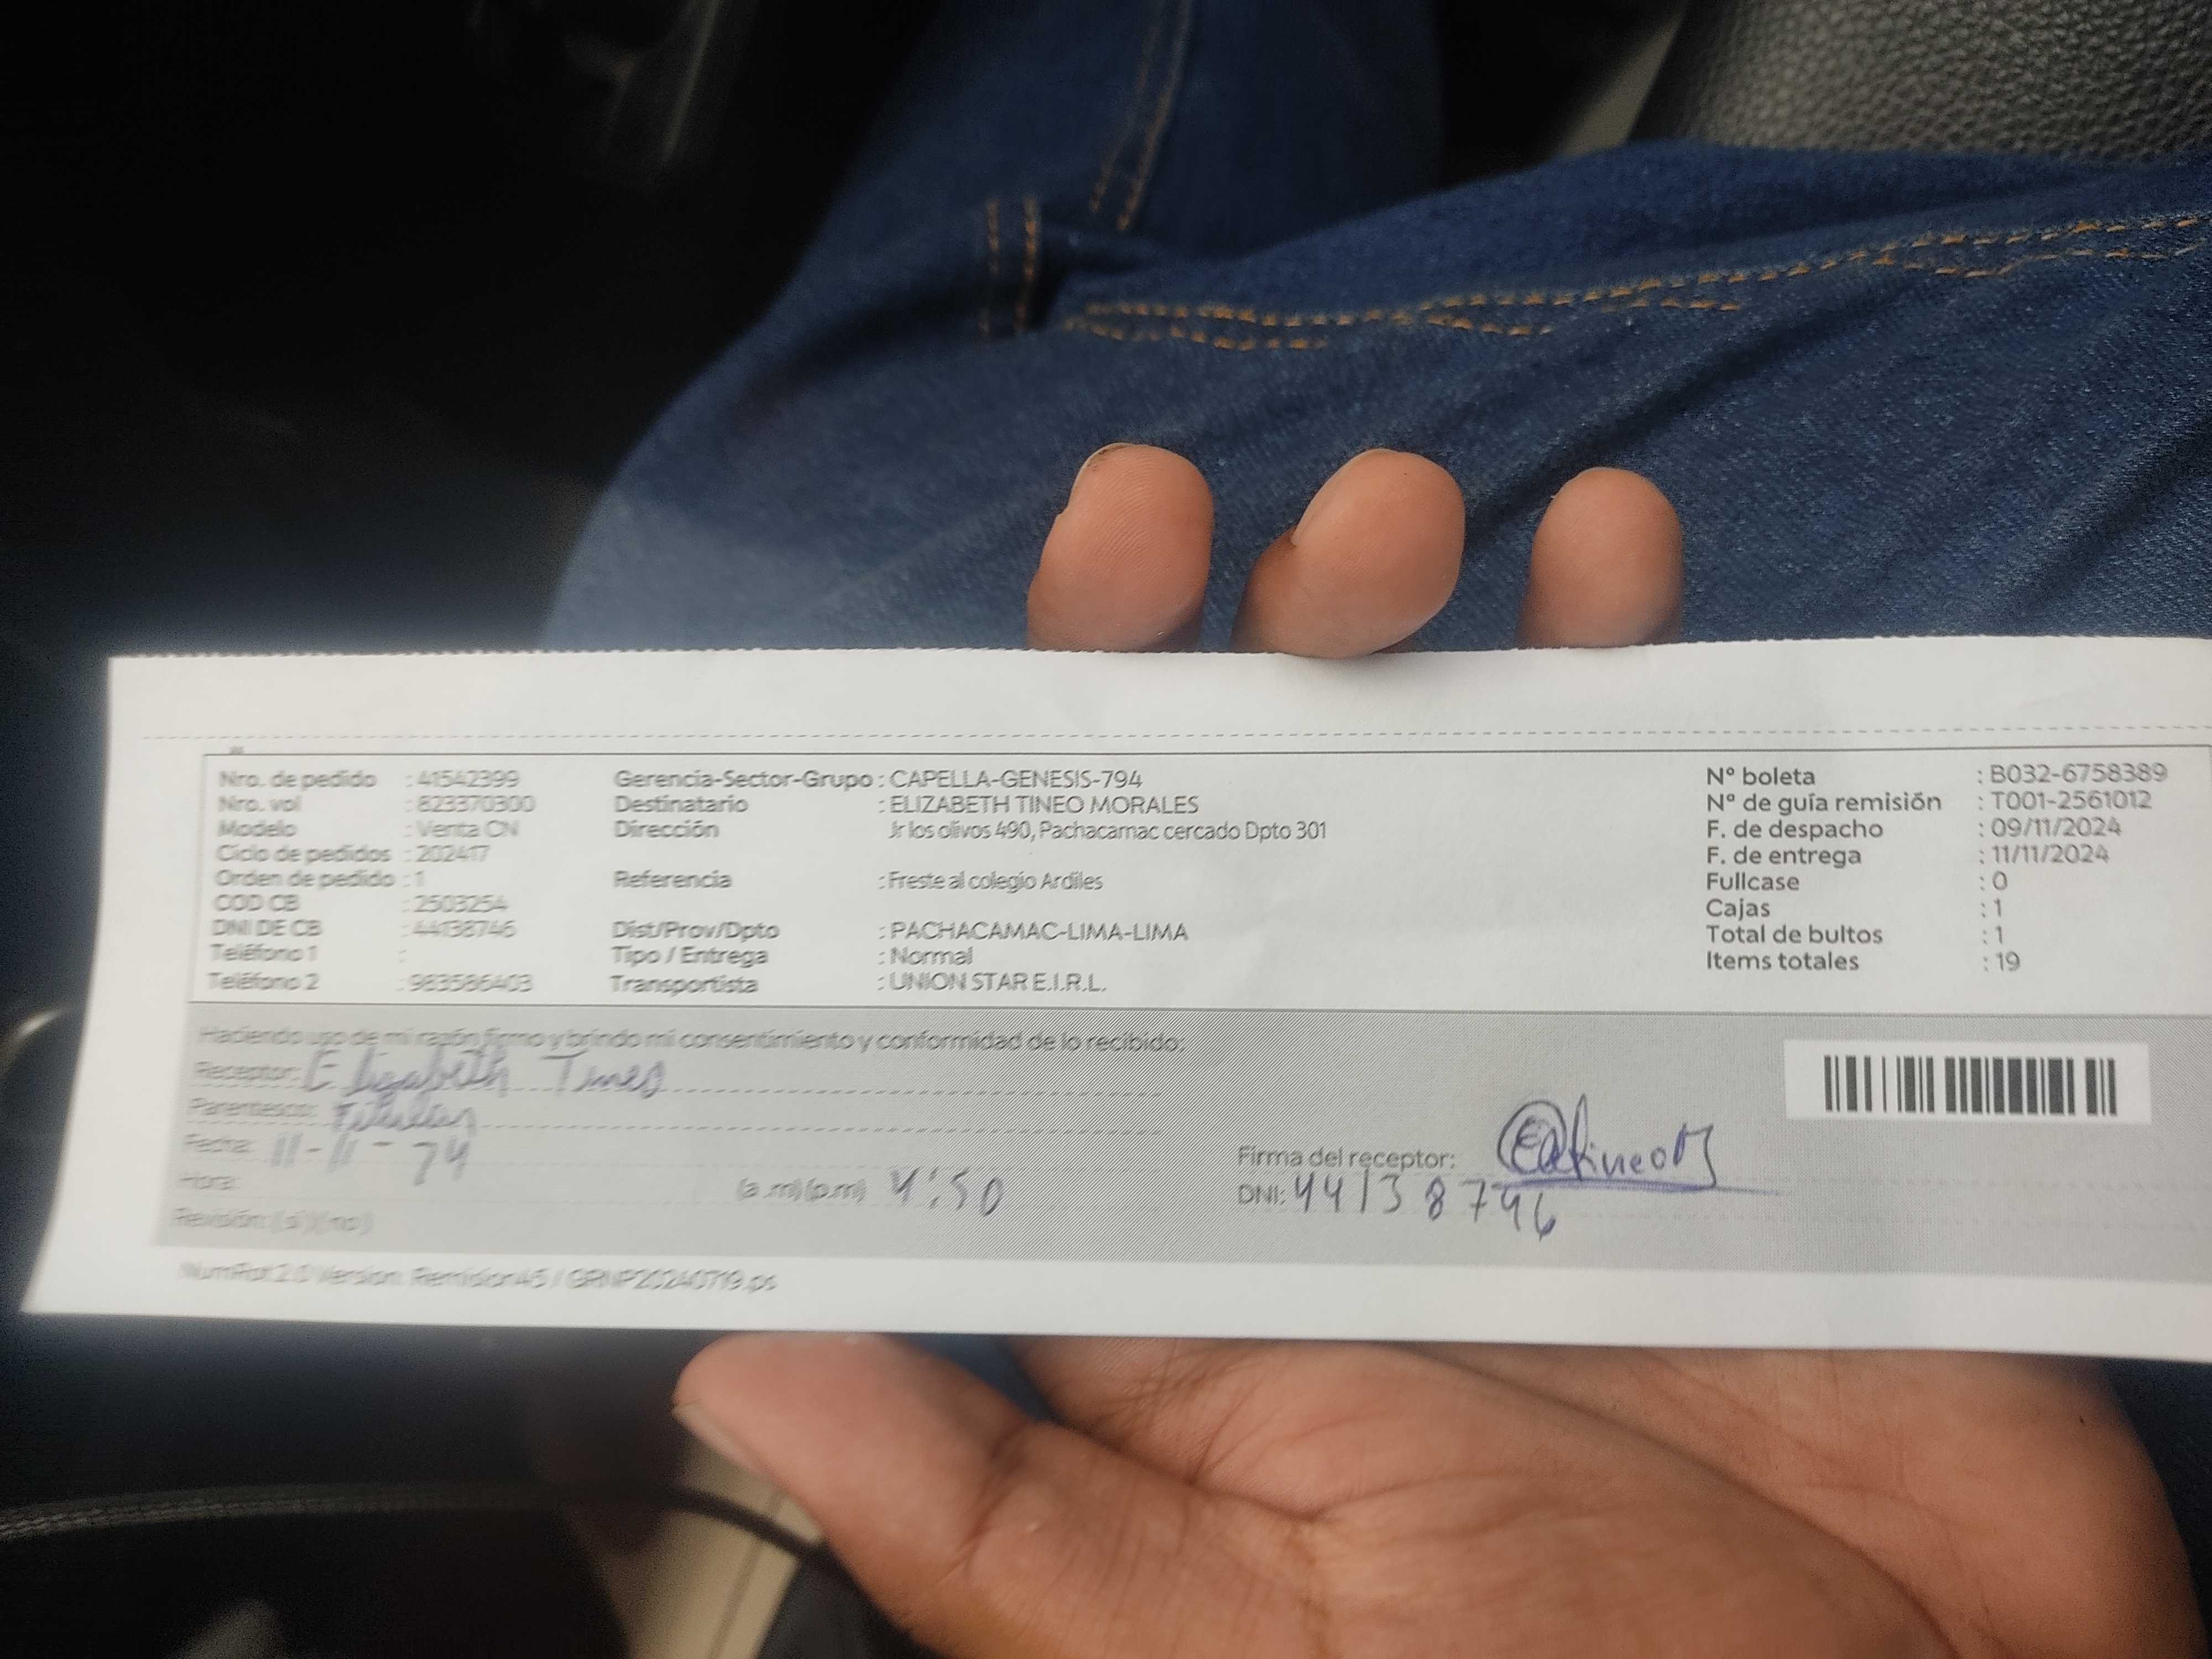 Nro. de pedido : 41542399 Gerencia-Sector-Grupo : CAPELLA-GENESIS-794 N° boleta : B032-6758389
Nro. vol : 823370300 Destinatario : ELIZABETH TINEO MORALES N° de guía remisión : T001-2561012
Modelo : Venta CN Dirección Jr los olivos 490, Pachacamac cercado Dpto 301 F. de despacho : 09/11/2024
Ciclo de pedidos : 202417 F. de entrega : 11/11/2024
Orden de pedido : 1 Referencia : Freste al colegio Ardiles Fullcase : 0
COD CB : 2503254 Cajas : 1
DNI DE CB : 44138746 Dist/Prov/Dpto : PACHACAMAC-LIMA-LIMA Total de bultos : 1
Teléfono 1 : Tipo / Entrega : Normal Items totales : 19
Teléfono 2 : 983586403 Transportista : UNION STAR E.I.R.L.
Haciendo uso de mi razón firmo y brindo mi consentimiento y conformidad de lo recibido:
Receptor: Elizabeth Tineo
Parentesco:
Fecha: 11-11-24 Firma del receptor:
Hora: (a.m) (p.m) 4:50 DNI: 44138746
Revisión: ( si ) ( no )
NumRot 2.0 Version: Remision45 / GRNP20240719.ps